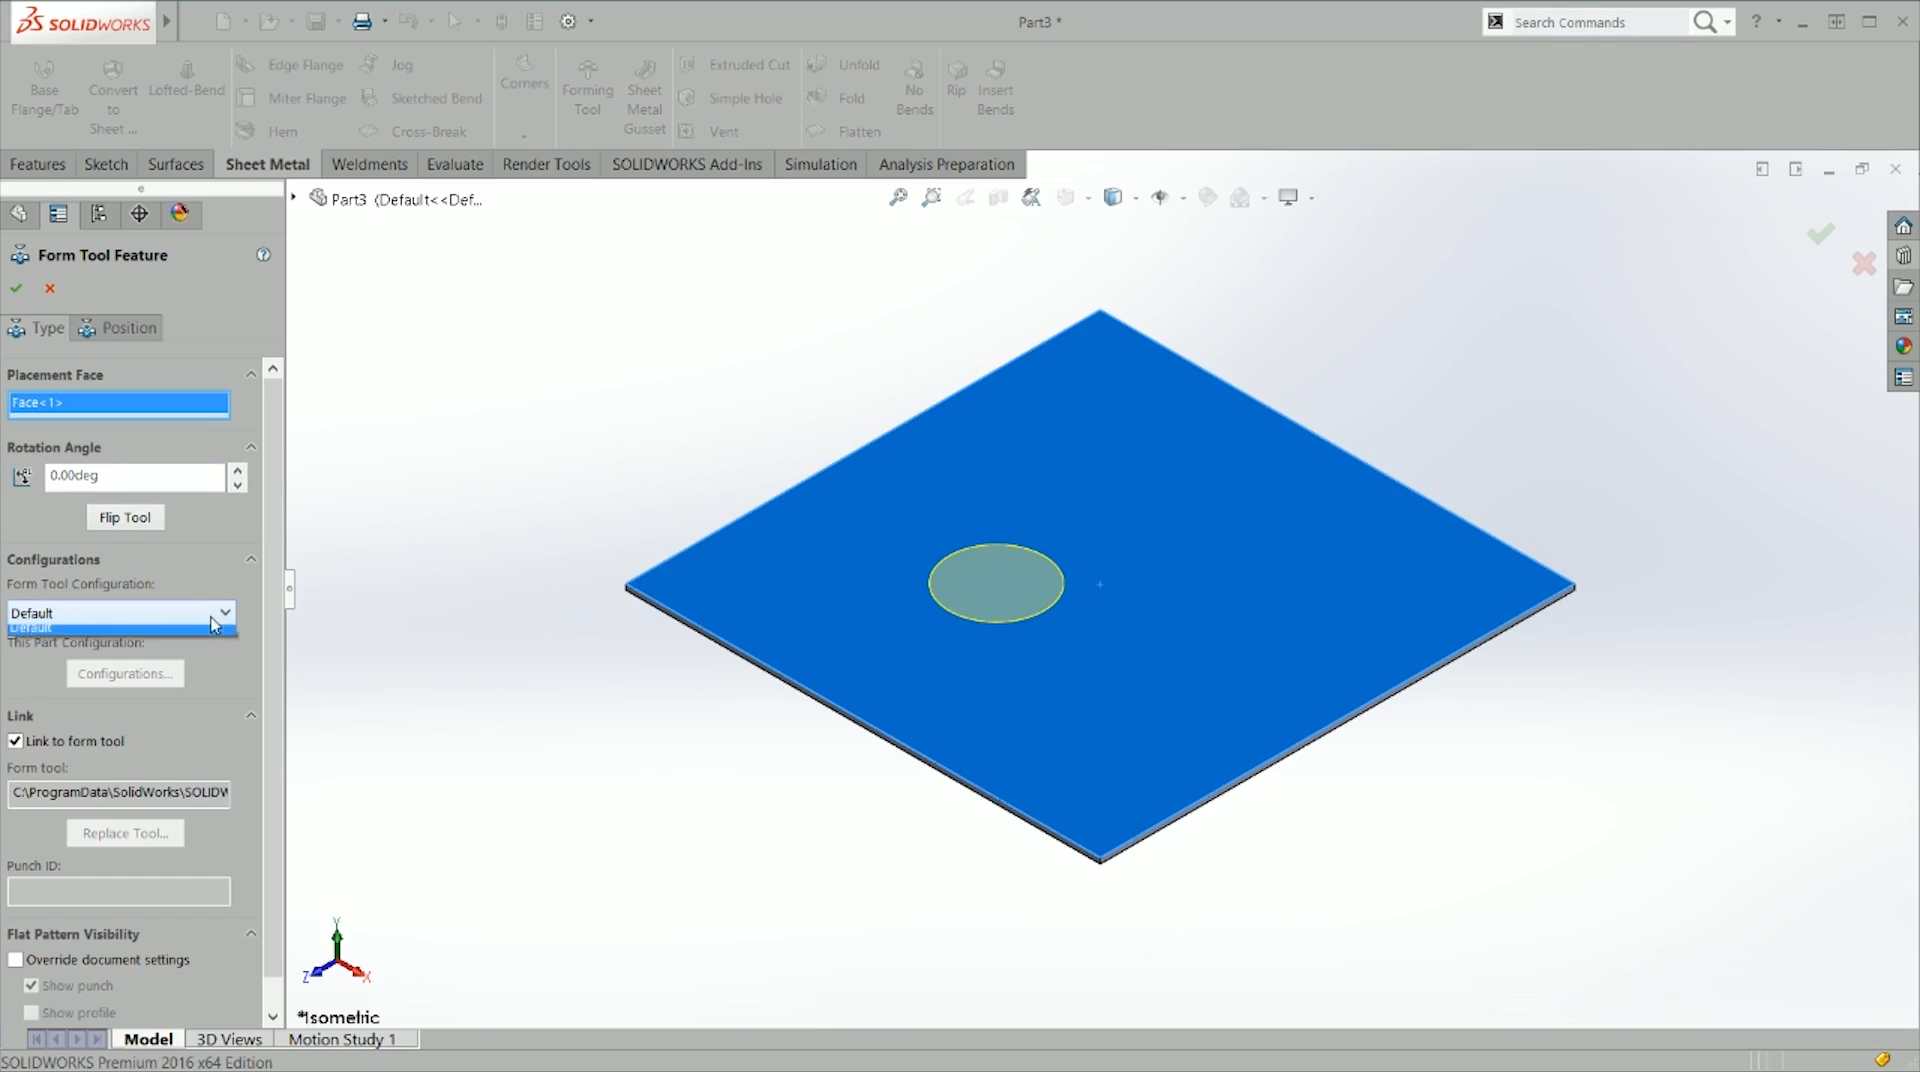 SOLIDWORKS
Part3 *
Search Commands
?
Base Flange/Tab
Convert to Sheet ...
Lofted-Bend
Edge Flange
Miter Flange
Hem
Jog
Sketched Bend
Cross-Break
Corners
Forming Tool
Sheet Metal Gusset
Extruded Cut
Simple Hole
Vent
Unfold
Fold
Flatten
No Bends
Rip
Insert Bends
Features
Sketch
Surfaces
Sheet Metal
Weldments
Evaluate
Render Tools
SOLIDWORKS Add-Ins
Simulation
Analysis Preparation
Part3 (Default<<Def...
Form Tool Feature
Type
Position
Placement Face
Face<1>
Rotation Angle
0.00deg
Flip Tool
Configurations
Form Tool Configuration:
Default
Default
This Part Configuration:
Configurations...
Link
Link to form tool
Form tool:
C:\ProgramData\SolidWorks\SOLIDW
Replace Tool...
Punch ID:
Flat Pattern Visibility
Override document settings
Show punch
Show profile
Y
Z
X
*Isometric
Model
3D Views
Motion Study 1
SOLIDWORKS Premium 2016 x64 Edition